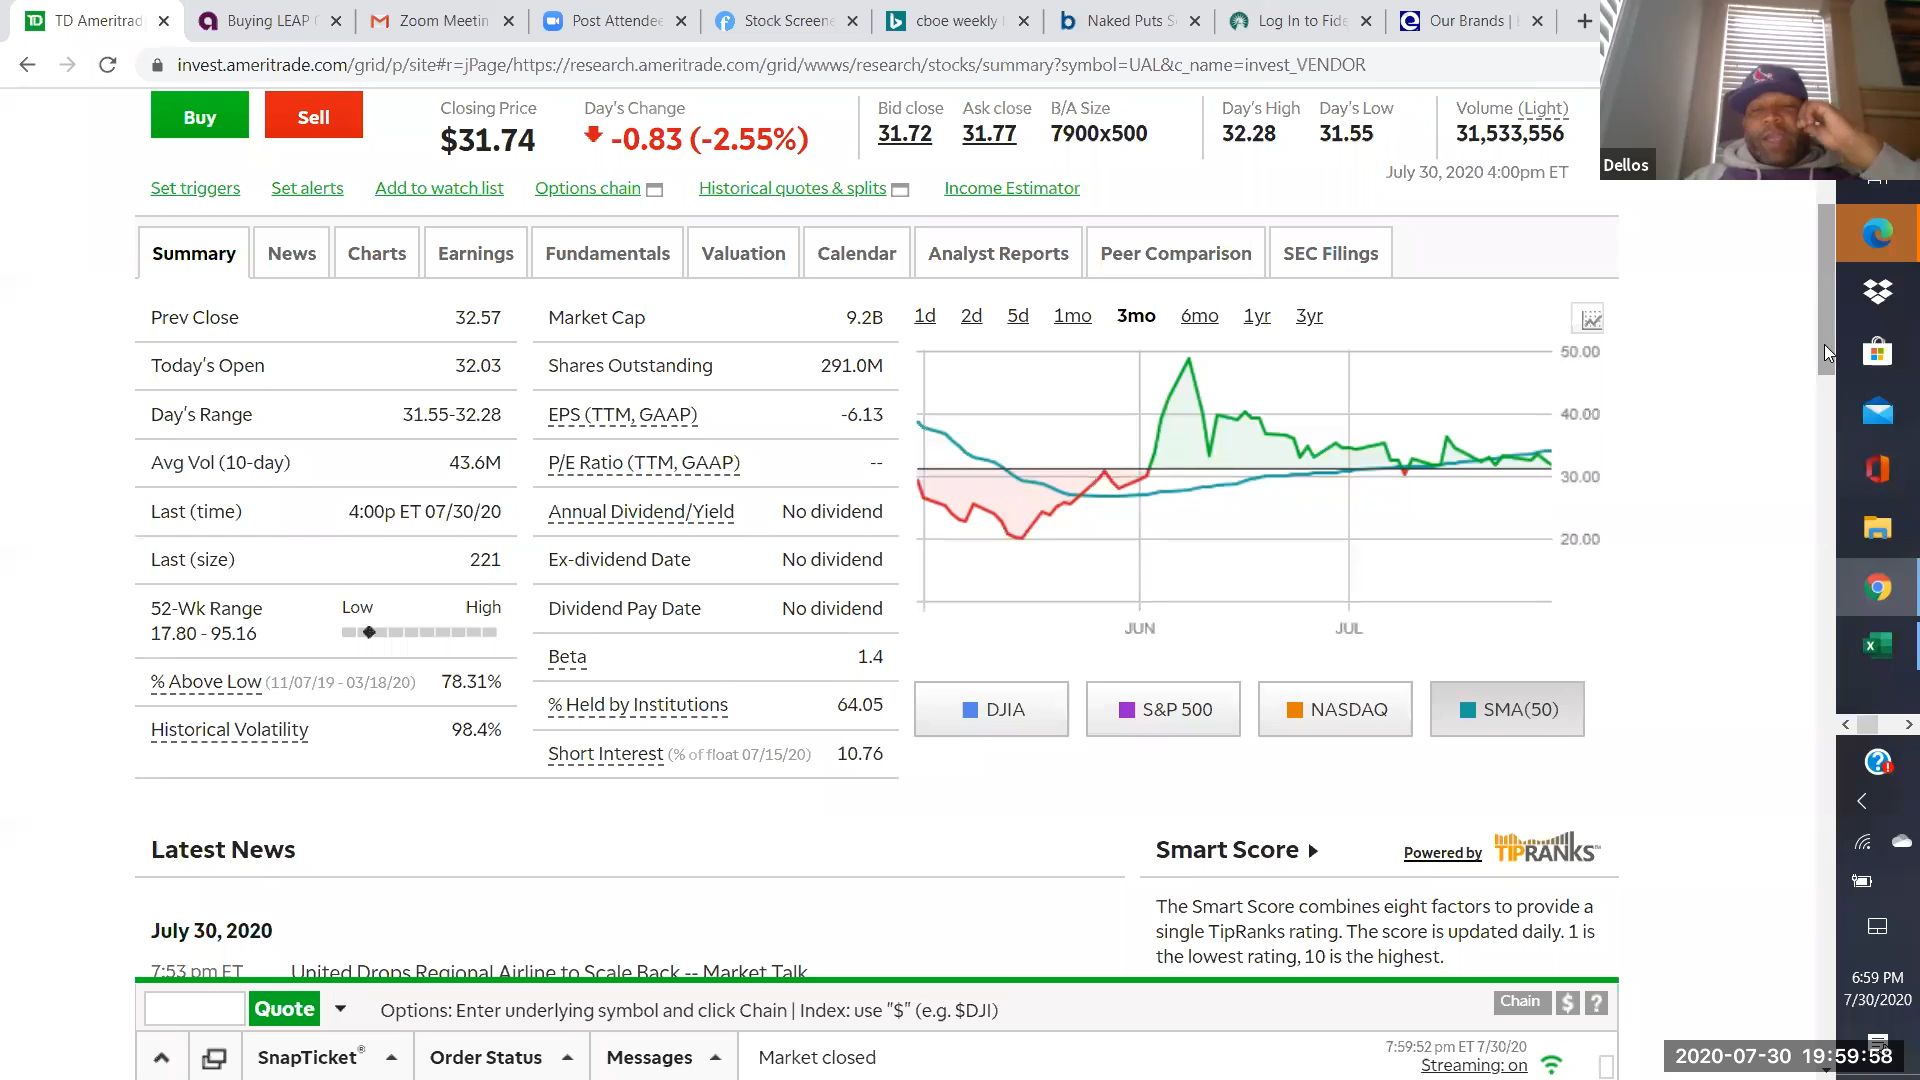 TD Ameritrad
Buying LEAP
Zoom Meetin
Post Attendee
Stock Screene
cboe weekly
Naked Puts S
Log In to Fide
Our Brands |
invest.ameritrade.com/grid/p/site#r=jPage/https://research.ameritrade.com/grid/wwws/research/stocks/summary?symbol=UAL&c_name=invest_VENDOR
Dellos
Buy
Sell
Closing Price
$31.74
Day's Change
-0.83 (-2.55%)
Bid close
31.72
Ask close
31.77
B/A Size
7900x500
Day's High
32.28
Day's Low
31.55
Volume (Light)
31,533,556
July 30, 2020 4:00pm ET
Set triggers
Set alerts
Add to watch list
Options chain
Historical quotes & splits
Income Estimator
Summary
News
Charts
Earnings
Fundamentals
Valuation
Calendar
Analyst Reports
Peer Comparison
SEC Filings
Prev Close 32.57
Today's Open 32.03
Day's Range 31.55-32.28
Avg Vol (10-day) 43.6M
Last (time) 4:00p ET 07/30/20
Last (size) 221
52-Wk Range Low High
17.80 - 95.16
% Above Low (11/07/19 - 03/18/20) 78.31%
Historical Volatility 98.4%
Market Cap 9.2B
Shares Outstanding 291.0M
EPS (TTM, GAAP) -6.13
P/E Ratio (TTM, GAAP) --
Annual Dividend/Yield No dividend
Ex-dividend Date No dividend
Dividend Pay Date No dividend
Beta 1.4
% Held by Institutions 64.05
Short Interest (% of float 07/15/20) 10.76
1d 2d 5d 1mo 3mo 6mo 1yr 3yr
50.00
40.00
30.00
20.00
JUN JUL
DJIA
S&P 500
NASDAQ
SMA(50)
Latest News
July 30, 2020
7:53 pm ET United Drops Regional Airline to Scale Back -- Market Talk
Smart Score
Powered by TIPRANKS
The Smart Score combines eight factors to provide a
single TipRanks rating. The score is updated daily. 1 is
the lowest rating, 10 is the highest.
Quote
Options: Enter underlying symbol and click Chain | Index: use "$" (e.g. $DJI)
Chain $ ?
SnapTicket®
Order Status
Messages
Market closed
7:59:52 pm ET 7/30/20
Streaming: on
6:59 PM
7/30/2020
2020-07-30 19:59:58